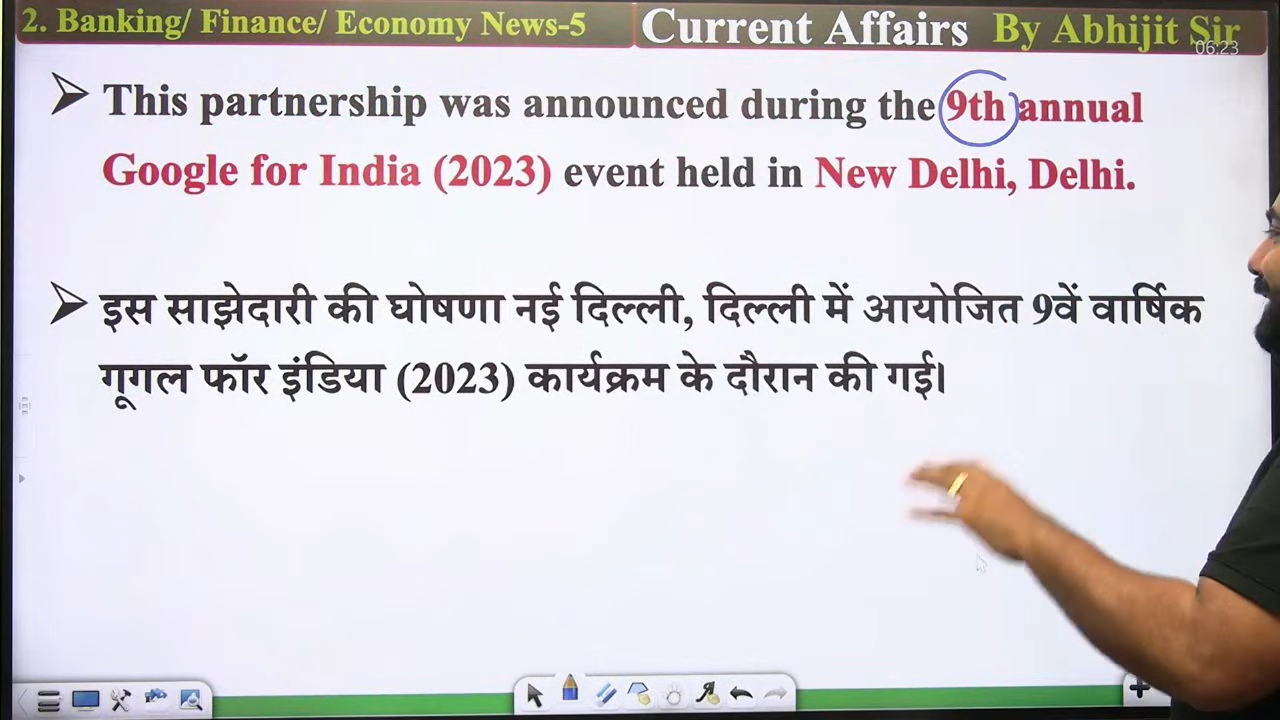 2. Banking/ Finance/ Economy News-5
Current Affairs By Abhijit Sir
06:23
This partnership was announced during the 9th annual
Google for India (2023) event held in New Delhi, Delhi.
इस साझेदारी की घोषणा नई दिल्ली, दिल्ली में आयोजित 9वें वार्षिक
गूगल फॉर इंडिया (2023) कार्यक्रम के दौरान की गई।